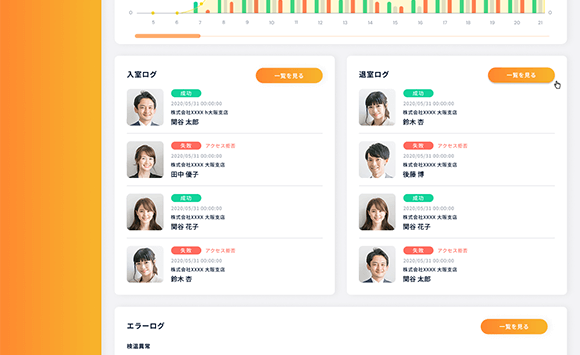 0 0
5 6 7 8 9 10 11 12 13 14 15 16 17 18 19 20 21
入室ログ
一覧を見る
成功
2020/05/31 00:00:00
株式会社XXXX h大阪支店
関谷 太郎
失敗 アクセス拒否
2020/05/31 00:00:00
株式会社XXXX 大阪支店
田中 優子
成功
2020/05/31 00:00:00
株式会社XXXX 大阪支店
関谷 花子
失敗 アクセス拒否
2020/05/31 00:00:00
株式会社XXXX 大阪支店
鈴木 杏
退室ログ
一覧を見る
成功
2020/05/31 00:00:00
株式会社XXXX 大阪支店
鈴木 杏
失敗 アクセス拒否
2020/05/31 00:00:00
株式会社XXXX 大阪支店
後藤 博
成功
2020/05/31 00:00:00
株式会社XXXX 大阪支店
関谷 花子
失敗 アクセス拒否
2020/05/31 00:00:00
株式会社XXXX 大阪支店
関谷 太郎
エラーログ
一覧を見る
検温異常